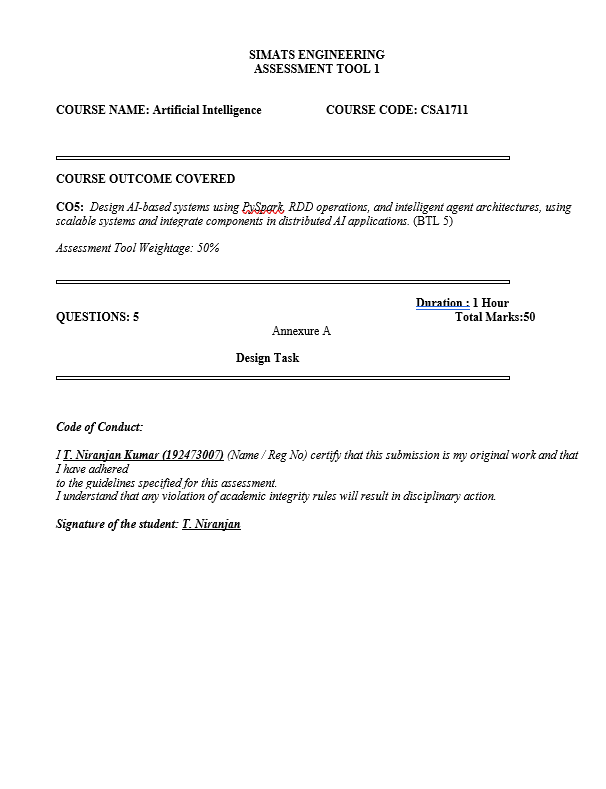 SIMATS ENGINEERING
ASSESSMENT TOOL 1
COURSE NAME: Artificial Intelligence COURSE CODE: CSA1711
COURSE OUTCOME COVERED
CO5: Design AI-based systems using PySpark, RDD operations, and intelligent agent architectures, using
scalable systems and integrate components in distributed AI applications. (BTL 5)
Assessment Tool Weightage: 50%
Duration : 1 Hour
QUESTIONS: 5 Total Marks:50
Annexure A
Design Task
Code of Conduct:
I T. Niranjan Kumar (192473007) (Name / Reg No) certify that this submission is my original work and that
I have adhered
to the guidelines specified for this assessment.
I understand that any violation of academic integrity rules will result in disciplinary action.
Signature of the student: T. Niranjan